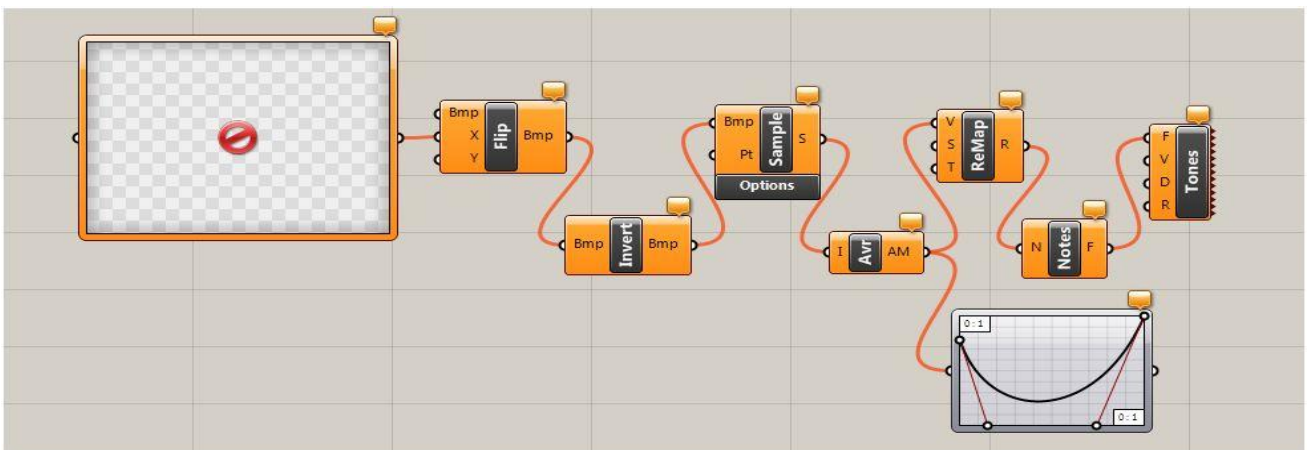 Bmp
X
Y
Flip
Bmp
Bmp
Invert
Bmp
Bmp
Pt
Sample
S
Options
I
Avr
AM
V
S
T
ReMap
R
N
Notes
F
F
V
D
R
Tones
0:1
0:1